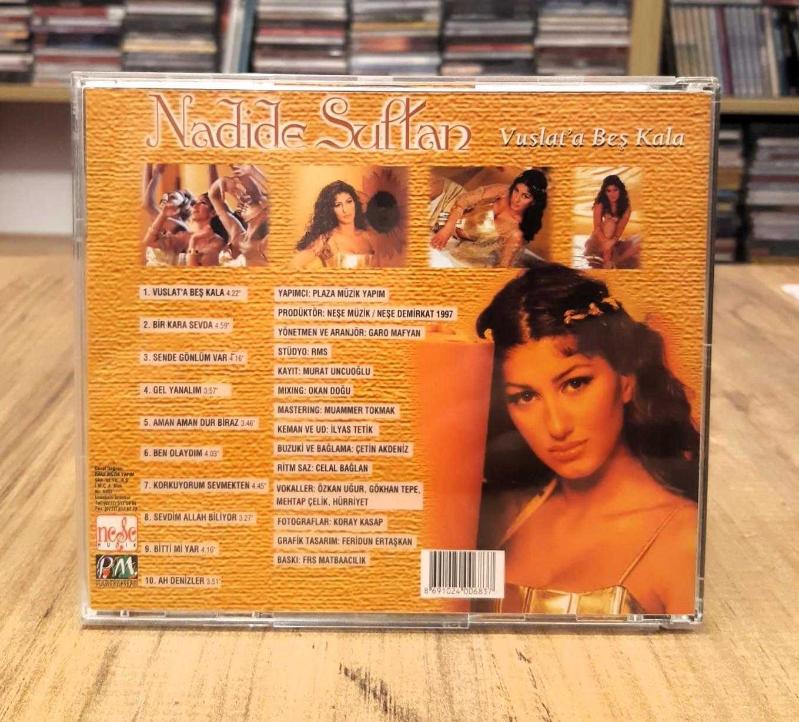 Nadide Sultan
Vuslat'a Beş Kala
1. VUSLAT'A BEŞ KALA 4:22"
2. BİR KARA SEVDA 4:59"
3. SENDE GÖNLÜM VAR 4:16"
4. GEL YANALIM 3:57"
5. AMAN AMAN DUR BİRAZ 3:46"
6. BEN OLAYDIM 4:03"
7. KORKUYORUM SEVMEKTEN 4:45"
8. SEVDİM ALLAH BİLİYOR 3:27"
9. BİTTİ Mİ YAR 4:16"
10. AH DENİZLER 3:51"
YAPIMCI: PLAZA MÜZİK YAPIM
PRODÜKTÖR: NEŞE MÜZİK / NEŞE DEMİRKAT 1997
YÖNETMEN VE ARANJÖR: GARO MAFYAN
STÜDYO: RMS
KAYIT: MURAT UNCUOĞLU
MIXING: OKAN DOĞU
MASTERING: MUAMMER TOKMAK
KEMAN VE UD: İLYAS TETİK
BUZUKİ VE BAĞLAMA: ÇETİN AKDENİZ
RİTM SAZ: CELAL BAĞLAN
VOKALLER: ÖZKAN UĞUR, GÖKHAN TEPE,
MEHTAP ÇELİK, HÜRRİYET
FOTOGRAFLAR: KORAY KASAP
GRAFİK TASARIM: FERİDUN ERTAŞKAN
BASKI: FRS MATBAACILIK
neşe
MÜZİK
PM
8 691024 006837